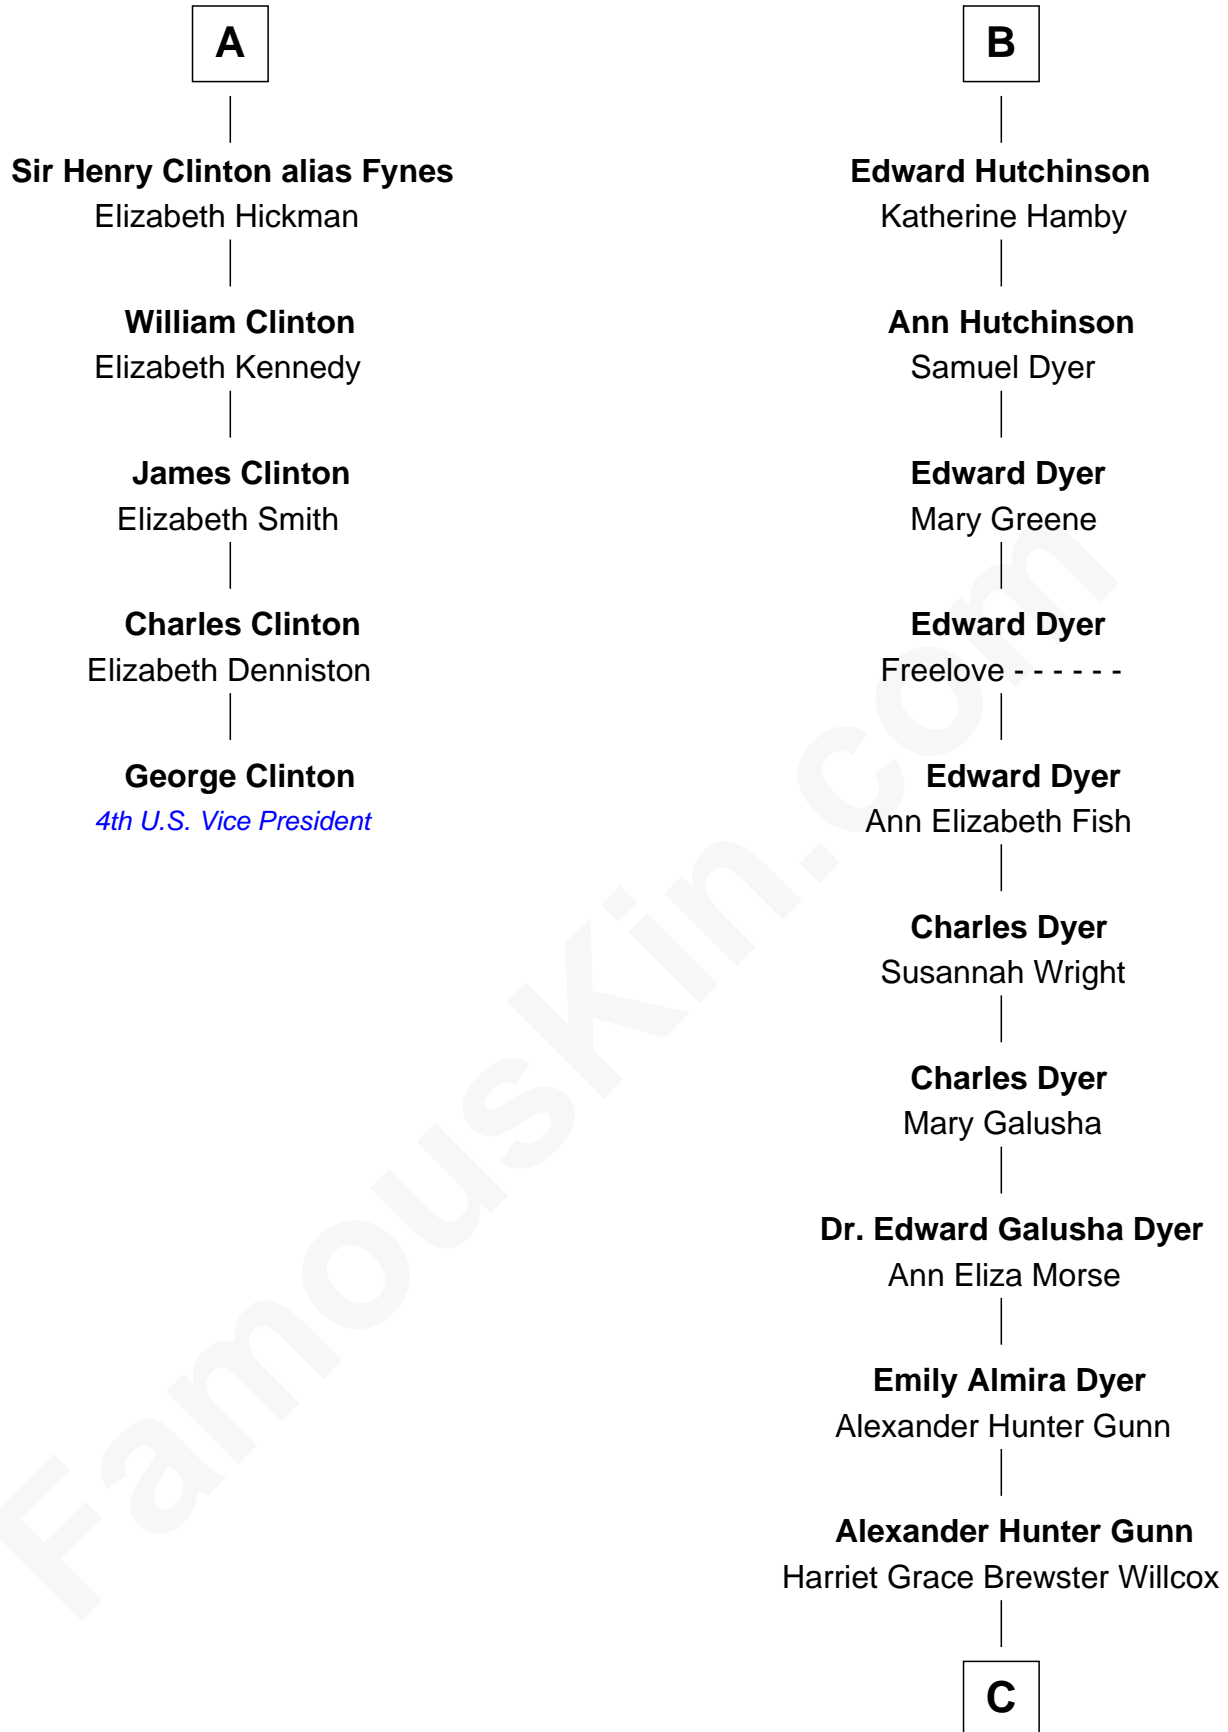 A
Sir Henry Clinton alias Fynes
Elizabeth Hickman
William Clinton
Elizabeth Kennedy
James Clinton
Elizabeth Smith
Charles Clinton
Elizabeth Denniston
George Clinton
4th U.S. Vice President
B
Edward Hutchinson
Katherine Hamby
Ann Hutchinson
Samuel Dyer
Edward Dyer
Mary Greene
Edward Dyer
Freelove - - - - - -
Edward Dyer
Ann Elizabeth Fish
Charles Dyer
Susannah Wright
Charles Dyer
Mary Galusha
Dr. Edward Galusha Dyer
Ann Eliza Morse
Emily Almira Dyer
Alexander Hunter Gunn
Alexander Hunter Gunn
Harriet Grace Brewster Willcox
C
FamousKin.com